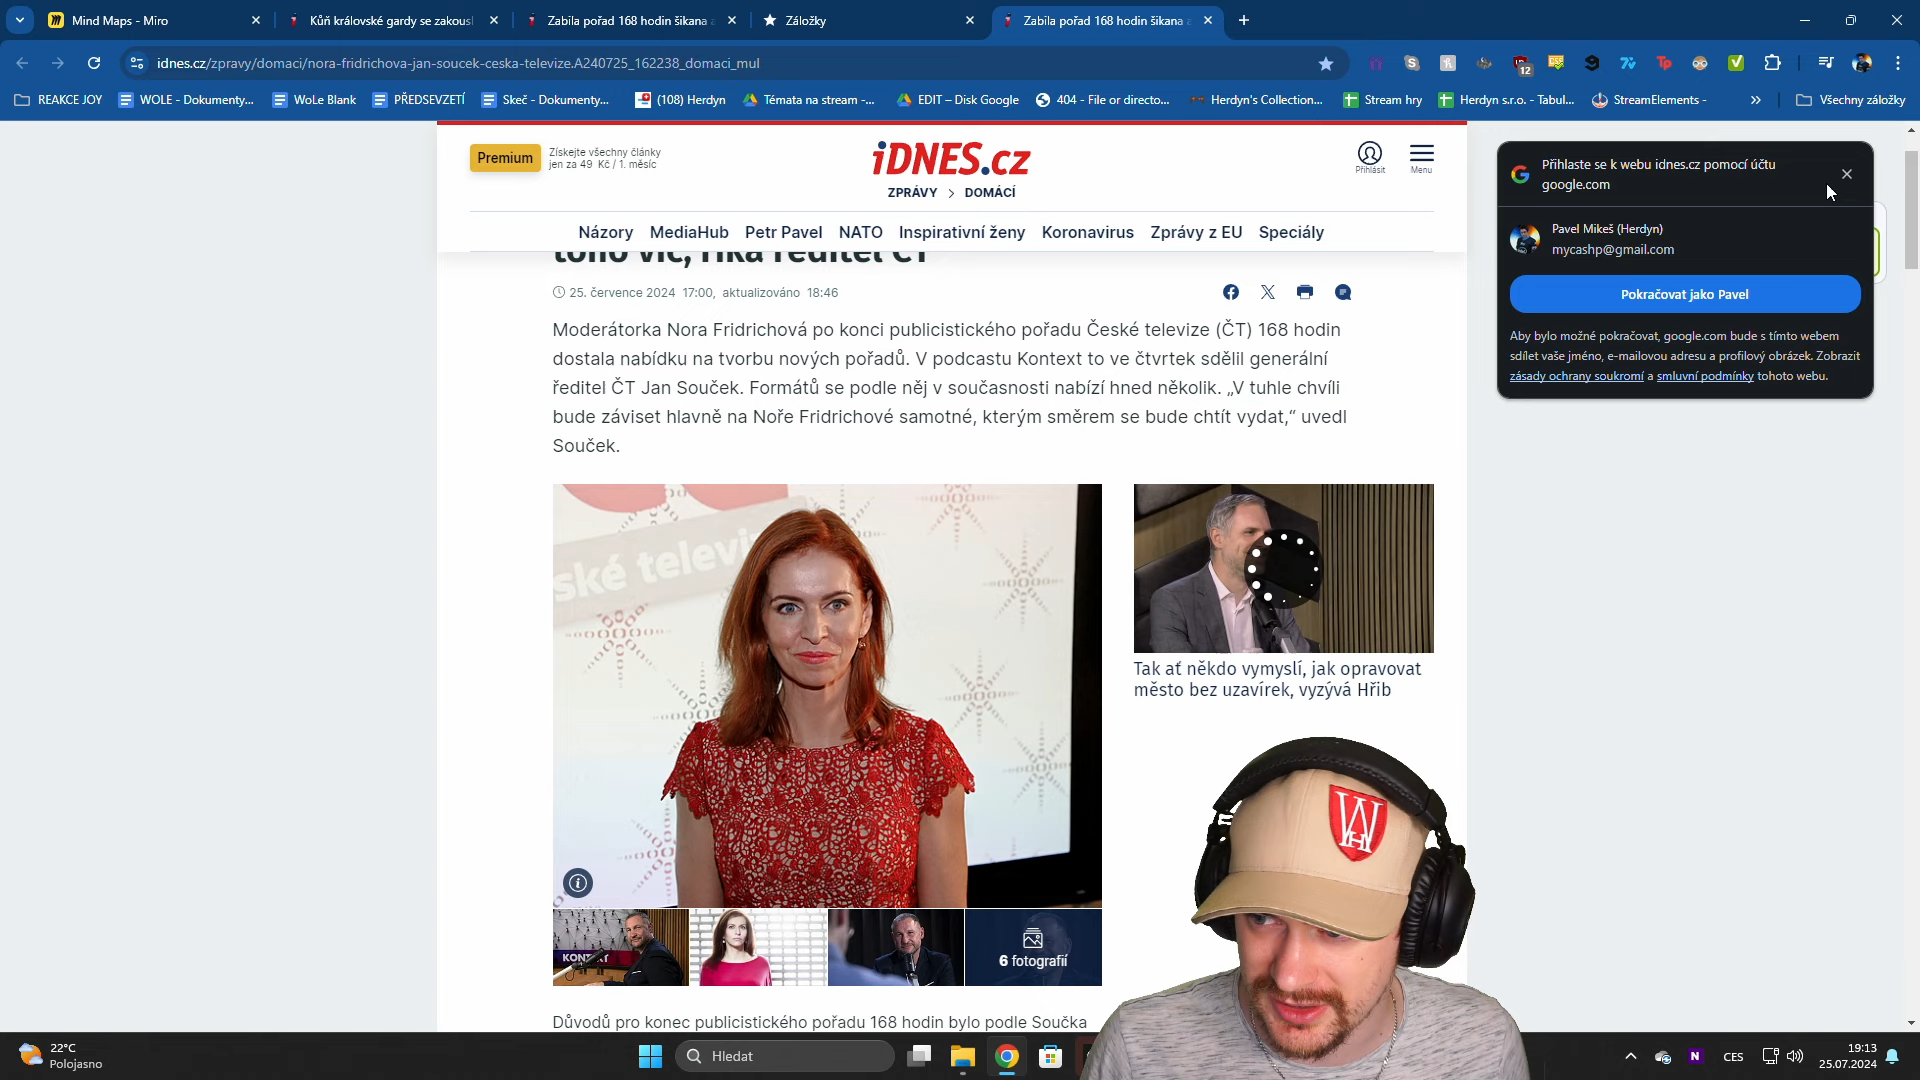 Mind Maps - Miro
Kůň královské gardy se zakous
Zabila pořad 168 hodin šikana a
Záložky
Zabila pořad 168 hodin šikana a
idnes.cz/zpravy/domaci/nora-fridrichova-jan-soucek-ceska-televize.A240725_162238_domaci_mul
12
REAKCE JOY
WOLE - Dokumenty...
WoLe Blank
PŘEDSEVZETÍ
Skeč - Dokumenty...
(108) Herdyn
Témata na stream -...
EDIT – Disk Google
404 - File or directo...
Herdyn's Collection...
Stream hry
Herdyn s.r.o. - Tabul...
StreamElements -
»
Všechny záložky
Premium
Získejte všechny články
jen za 49 Kč / 1. měsíc
iDNES.cz
ZPRÁVY > DOMÁCÍ
Přihlásit
Menu
Názory MediaHub Petr Pavel NATO Inspirativní ženy Koronavirus Zprávy z EU Speciály
toho víc, říká ředitel ČT
25. července 2024 17:00, aktualizováno 18:46
Moderátorka Nora Fridrichová po konci publicistického pořadu České televize (ČT) 168 hodin
dostala nabídku na tvorbu nových pořadů. V podcastu Kontext to ve čtvrtek sdělil generální
ředitel ČT Jan Souček. Formátů se podle něj v současnosti nabízí hned několik. „V tuhle chvíli
bude záviset hlavně na Noře Fridrichové samotné, kterým směrem se bude chtít vydat,“ uvedl
Souček.
ské televi
Tak ať někdo vymyslí, jak opravovat
město bez uzavírek, vyzývá Hřib
6 fotografií
Důvodů pro konec publicistického pořadu 168 hodin bylo podle Součka
Přihlaste se k webu idnes.cz pomocí účtu
google.com
Pavel Mikeš (Herdyn)
mycashp@gmail.com
Pokračovat jako Pavel
Aby bylo možné pokračovat, google.com bude s tímto webem
sdílet vaše jméno, e-mailovou adresu a profilový obrázek. Zobrazit
zásady ochrany soukromí a smluvní podmínky tohoto webu.
WH
22°C
Polojasno
Hledat
CES
19:13
25.07.2024